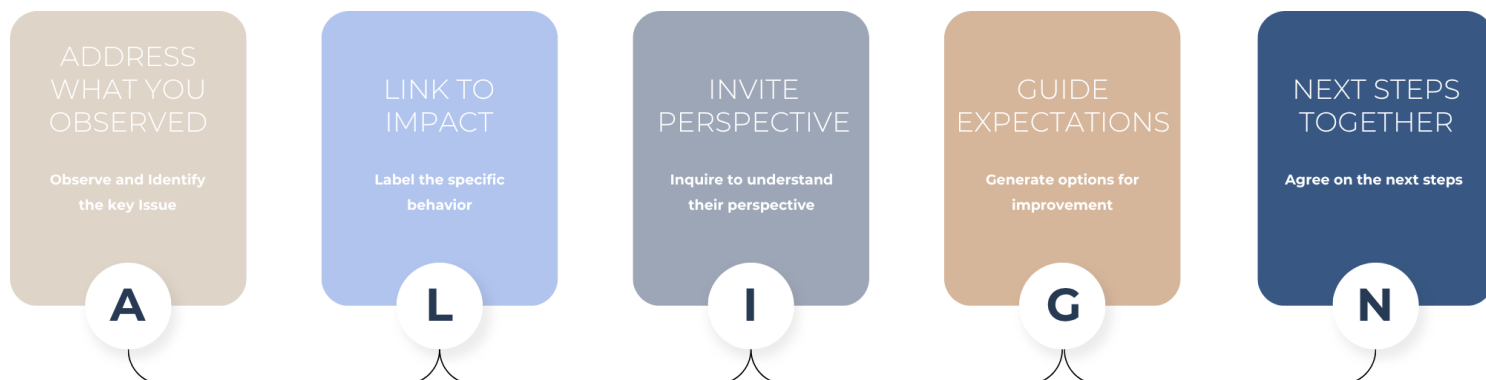 ADDRESS
WHAT YOU
OBSERVED
Observe and Identify
the key Issue
A
LINK TO
IMPACT
Label the specific
behavior
L
INVITE
PERSPECTIVE
Inquire to understand
their perspective
I
GUIDE
EXPECTATIONS
Generate options for
improvement
G
NEXT STEPS
TOGETHER
Agree on the next steps
N